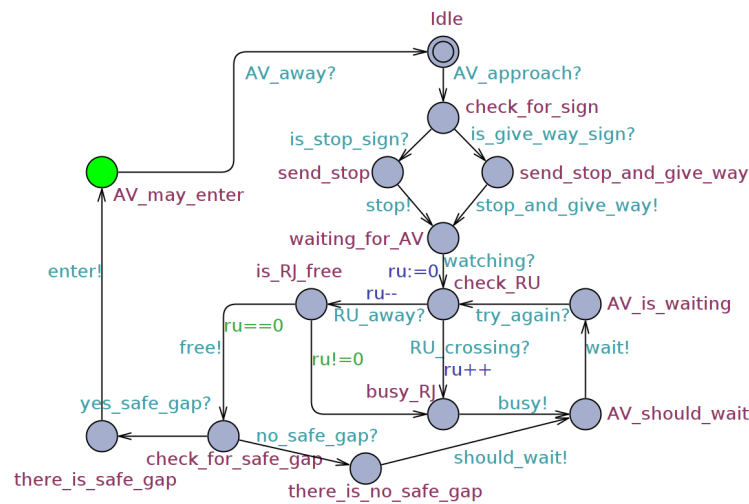 Idle
AV_away?
AV_approach?
check_for_sign
is_stop_sign?
is_give_way_sign?
send_stop
send_stop_and_give_way
AV_may_enter
stop!
stop_and_give_way!
waiting_for_AV
watching?
is_RJ_free
ru:=0
check_RU
enter!
ru--
AV_is_waiting
RU_away?
try_again?
ru==0
free!
ru!=0
RU_crossing?
wait!
ru++
busy_RJ
yes_safe_gap?
busy!
AV_should_wait
no_safe_gap?
check_for_safe_gap
should_wait!
there_is_safe_gap
there_is_no_safe_gap